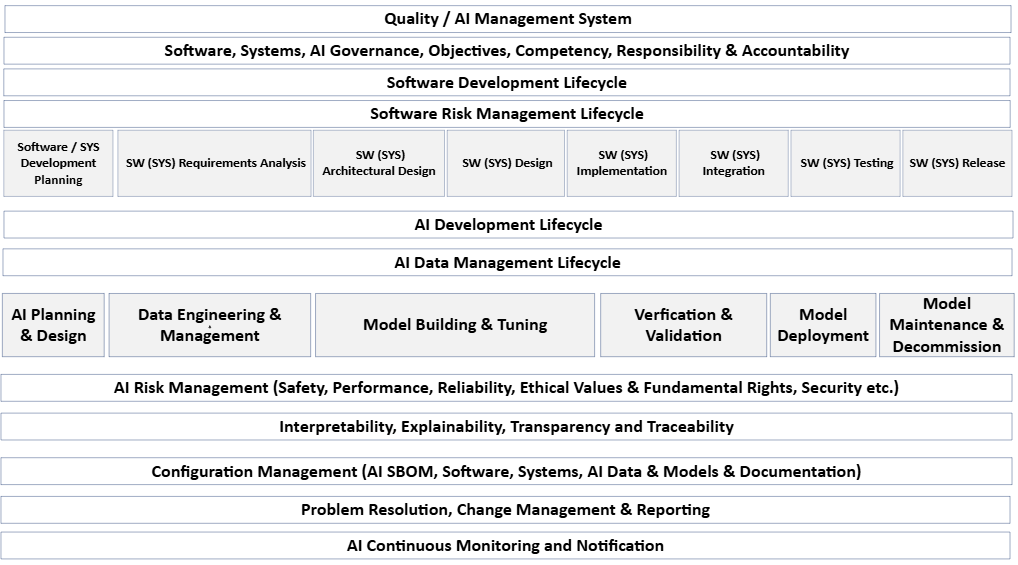 Quality / AI Management System
Software, Systems, AI Governance, Objectives, Competency, Responsibility & Accountability
Software Development Lifecycle
Software Risk Management Lifecycle
Software / SYS
Development
Planning
SW (SYS) Requirements Analysis
SW (SYS)
Architectural Design
SW (SYS) Design
SW (SYS)
Implementation
SW (SYS)
Integration
SW (SYS) Testing
SW (SYS) Release
AI Development Lifecycle
AI Data Management Lifecycle
AI Planning
& Design
Data Engineering &
Management
Model Building & Tuning
Verfication &
Validation
Model
Deployment
Model
Maintenance &
Decommission
AI Risk Management (Safety, Performance, Reliability, Ethical Values & Fundamental Rights, Security etc.)
Interpretability, Explainability, Transparency and Traceability
Configuration Management (AI SBOM, Software, Systems, AI Data & Models & Documentation)
Problem Resolution, Change Management & Reporting
AI Continuous Monitoring and Notification